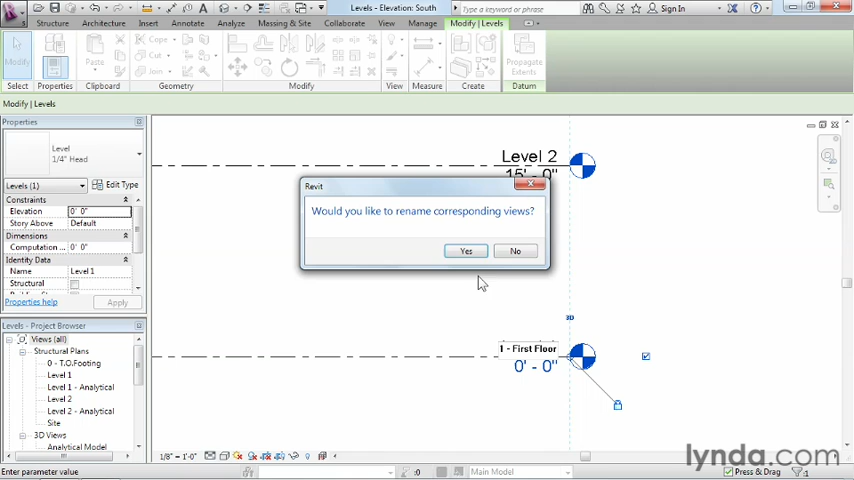 Levels - Elevation: South
Type a keyword or phrase
Sign In
Structure Architecture Insert Annotate Analyze Massing & Site Collaborate View Manage Modify | Levels
Modify
Paste
Cope
Cut
Join
Propagate
Extents
Select Properties Clipboard Geometry Modify View Measure Create Datum
Modify | Levels
Properties
Level
1/4" Head
Levels (1)
Edit Type
Constraints
Elevation 0' 0"
Story Above Default
Dimensions
Computation ... 0' 0"
Identity Data
Name Level 1
Structural
Properties help
Apply
Levels - Project Browser
Views (all)
Structural Plans
0 - T.O.Footing
Level 1
Level 1 - Analytical
Level 2
Level 2 - Analytical
Site
3D Views
Analytical Model
Level 2
15' - 0"
Revit
Would you like to rename corresponding views?
Yes
No
3D
1 - First Floor
0' - 0"
1/8" = 1'-0"
Enter parameter value
:0
Main Model
Press & Drag
:1
lynda.com